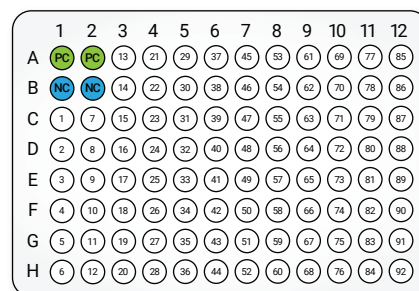 1 2 3 4 5 6 7 8 9 10 11 12
A PC PC 13 21 29 37 45 53 61 69 77 85
B NC NC 14 22 30 38 46 54 62 70 78 86
C 1 7 15 23 31 39 47 55 63 71 79 87
D 2 8 16 24 32 40 48 56 64 72 80 88
E 3 9 17 25 33 41 49 57 65 73 81 89
F 4 10 18 26 34 42 50 58 66 74 82 90
G 5 11 19 27 35 43 51 59 67 75 83 91
H 6 12 20 28 36 44 52 60 68 76 84 92